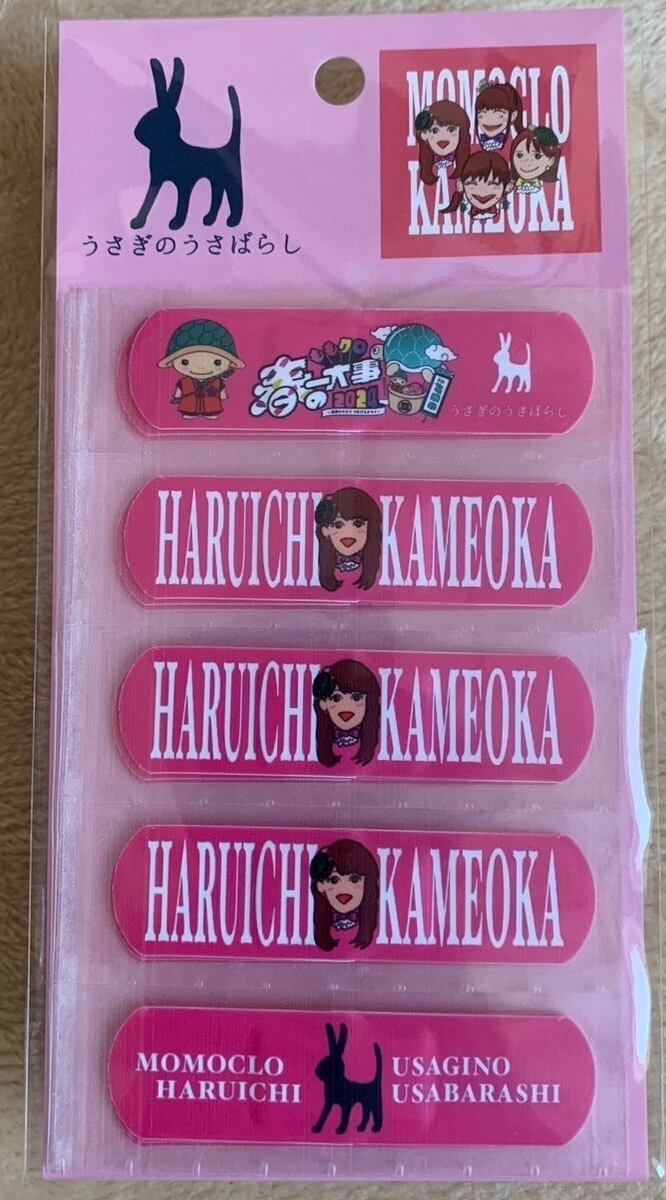 うさぎのうさばらし
MOMOCLO
KAMEOKA
ももクロ
春の一大事
2024
うさぎのうさばらし
HARUICHI KAMEOKA
HARUICHI KAMEOKA
HARUICHI KAMEOKA
MOMOCLO
HARUICHI
USAGINO
USABARASHI